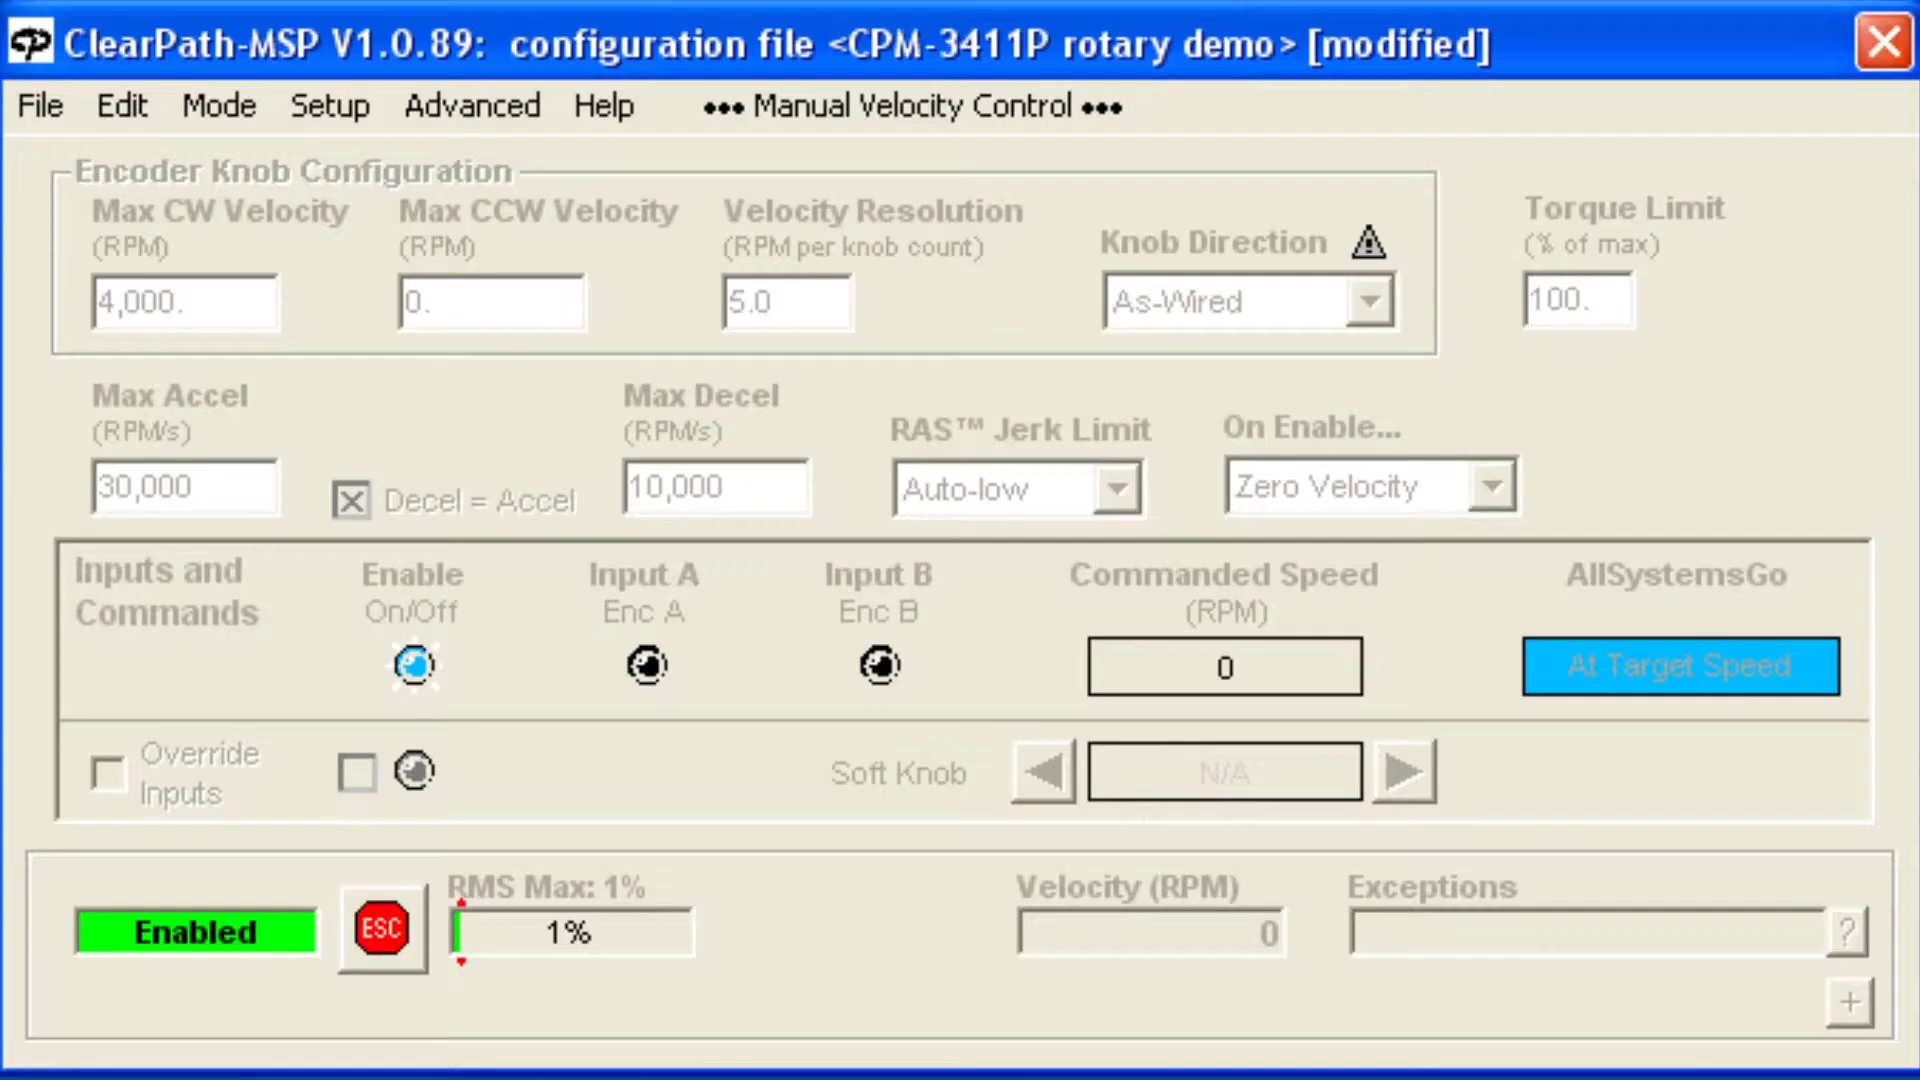 ClearPath-MSP V1.0.89: configuration file <CPM-3411P rotary demo> [modified]
File Edit Mode Setup Advanced Help ••• Manual Velocity Control •••
Encoder Knob Configuration
Max CW Velocity Max CCW Velocity Velocity Resolution
(RPM) (RPM) (RPM per knob count)
Knob Direction
Torque Limit
(% of max)
4,000. 0. 5.0 As-Wired 100.
Max Accel Max Decel
(RPM/s) (RPM/s)
RAS™ Jerk Limit On Enable...
30,000 Decel = Accel 10,000 Auto-low Zero Velocity
Inputs and
Commands
Enable Input A Input B Commanded Speed AllSystemsGo
On/Off Enc A Enc B (RPM)
0 At Target Speed
Override
Inputs
Soft Knob N/A
RMS Max: 1% Velocity (RPM) Exceptions
Enabled ESC 1% 0 ?
+